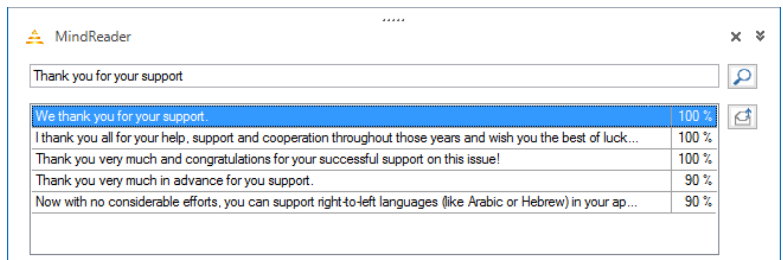 MindReader
Thank you for your support
We thank you for your support. 100 %
I thank you all for your help, support and cooperation throughout those years and wish you the best of luck... 100 %
Thank you very much and congratulations for your successful support on this issue! 100 %
Thank you very much in advance for you support. 90 %
Now with no considerable efforts, you can support right-to-left languages (like Arabic or Hebrew) in your ap... 90 %